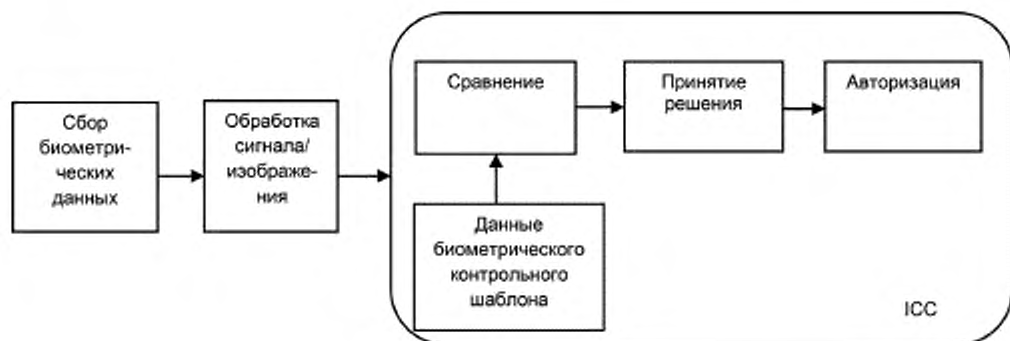 Сбор
биометри-
ческих
данных
Обработка
сигнала/
изображе-
ния
Сравнение
Принятие
решения
Авторизация
Данные
биометрического
контрольного
шаблона
ICC